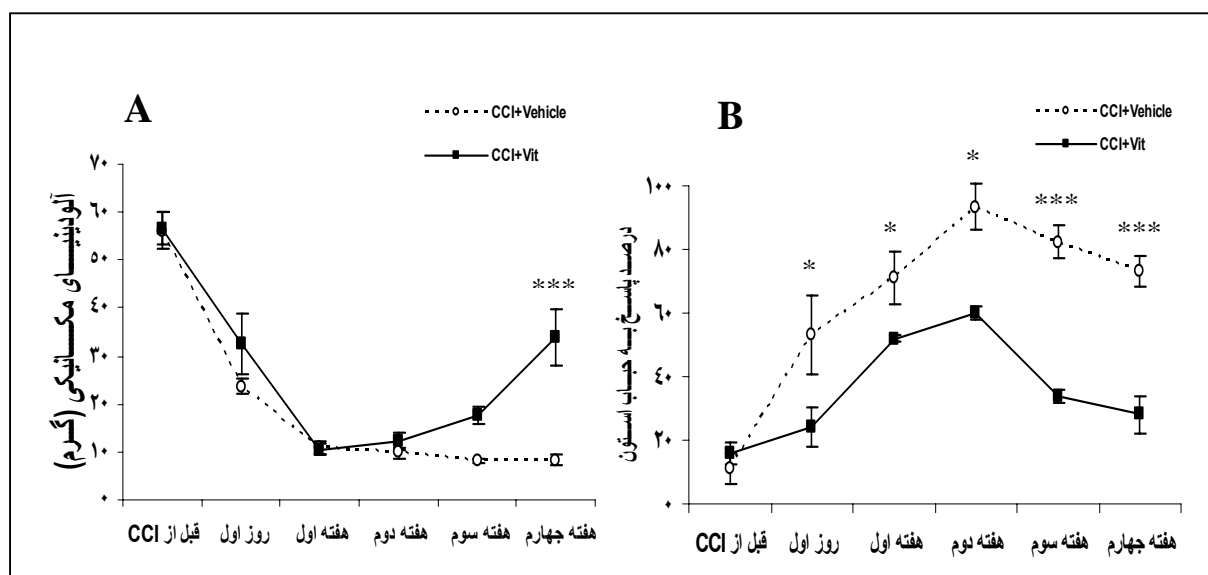 A
CCI+Vehicle
CCI+Vit
آلودینیای مکانیکی (گرم)
۷۰
۶۰
۵۰
۴۰
۳۰
۲۰
۱۰
۰
***
قبل از CCI
روز اول
هفته اول
هفته دوم
هفته سوم
هفته چهارم
B
CCI+Vehicle
CCI+Vit
درصد پاسخ به حباب استون
۱۰۰
۸۰
۶۰
۴۰
۲۰
۰
*
*
*
***
***
قبل از CCI
روز اول
هفته اول
هفته دوم
هفته سوم
هفته چهارم